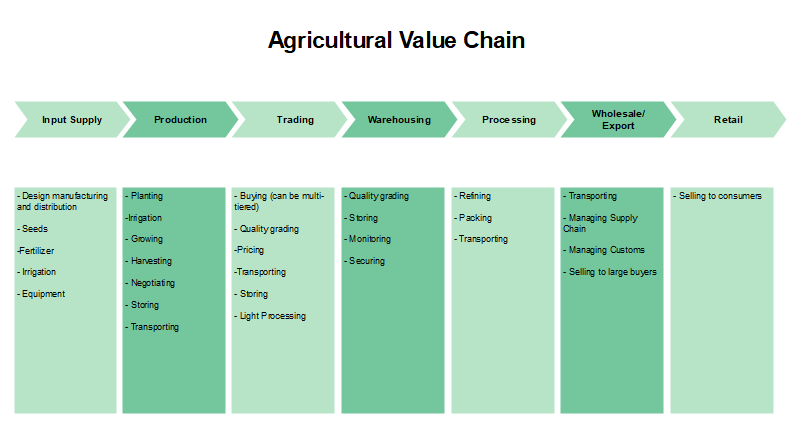 Agricultural Value Chain
Input Supply
Production
Trading
Warehousing
Processing
Wholesale/
Export
Retail
- Design manufacturing
and distribution
- Seeds
-Fertilizer
- Irrigation
- Equipment
- Planting
-Irrigation
- Growing
- Harvesting
- Negotiating
- Storing
- Transporting
- Buying (can be multi-
tiered)
- Quality grading
-Pricing
-Transporting
- Storing
- Light Processing
- Quality grading
- Storing
- Monitoring
- Securing
- Refining
- Packing
- Transporting
- Transporting
- Managing Supply
Chain
- Managing Customs
- Selling to large buyers
- Selling to consumers